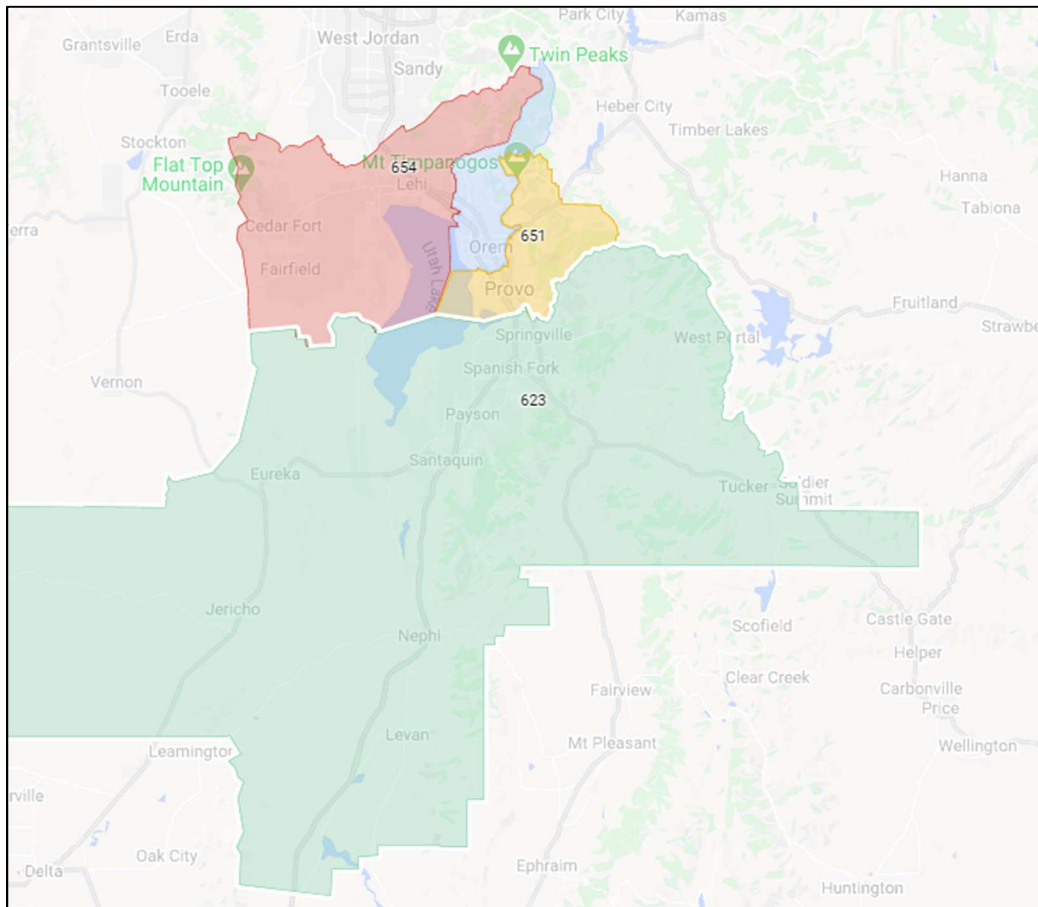 Park City
Kamas
Grantsville
Erda
West Jordan
Twin Peaks
Sandy
Tooele
Heber City
Timber Lakes
Stockton
Flat Top
Mountain
Mt Timpanogos
654
Lehi
Hanna
Tabiona
Cedar Fort
651
Orem
Utah Lake
Fairfield
Provo
Fruitland
Springville
West Portal
Spanish Fork
Vernon
623
Payson
Santaquin
Eureka
Tucker
Soldier
Summit
Jericho
Nephi
Scofield
Castle Gate
Helper
Fairview
Clear Creek
Carbonville
Price
Levan
Mt Pleasant
Wellington
Leamington
Oak City
Delta
Ephraim
Huntington